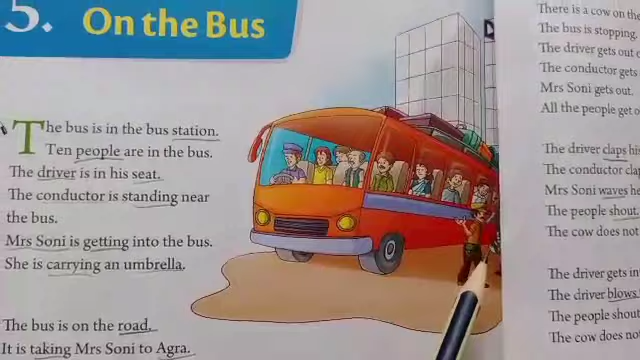 5. On the Bus
The bus is in the bus station.
Ten people are in the bus.
The driver is in his seat.
The conductor is standing near
the bus.
Mrs Soni is getting into the bus.
She is carrying an umbrella.
The bus is on the road.
It is taking Mrs Soni to Agra.
There is a cow on the
The bus is stopping.
The driver gets out
The conductor gets
Mrs Soni gets out.
All the people get
The driver claps
The conductor
Mrs Soni waves
The people shout.
The cow does not
The driver gets
The driver blows
The people shout
The cow does